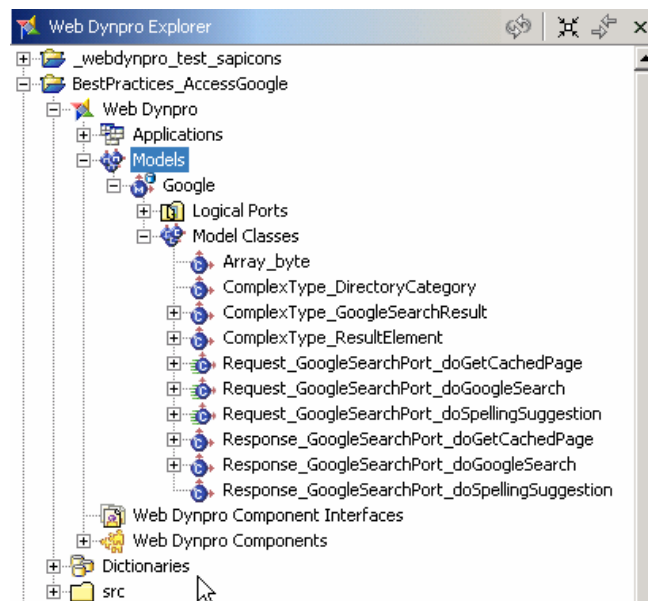 Web Dynpro Explorer
_webdynpro_test_sapicons
BestPractices_AccessGoogle
Web Dynpro
Applications
Models
Google
Logical Ports
Model Classes
Array_byte
ComplexType_DirectoryCategory
ComplexType_GoogleSearchResult
ComplexType_ResultElement
Request_GoogleSearchPort_doGetCachedPage
Request_GoogleSearchPort_doGoogleSearch
Request_GoogleSearchPort_doSpellingSuggestion
Response_GoogleSearchPort_doGetCachedPage
Response_GoogleSearchPort_doGoogleSearch
Response_GoogleSearchPort_doSpellingSuggestion
Web Dynpro Component Interfaces
Web Dynpro Components
Dictionaries
src